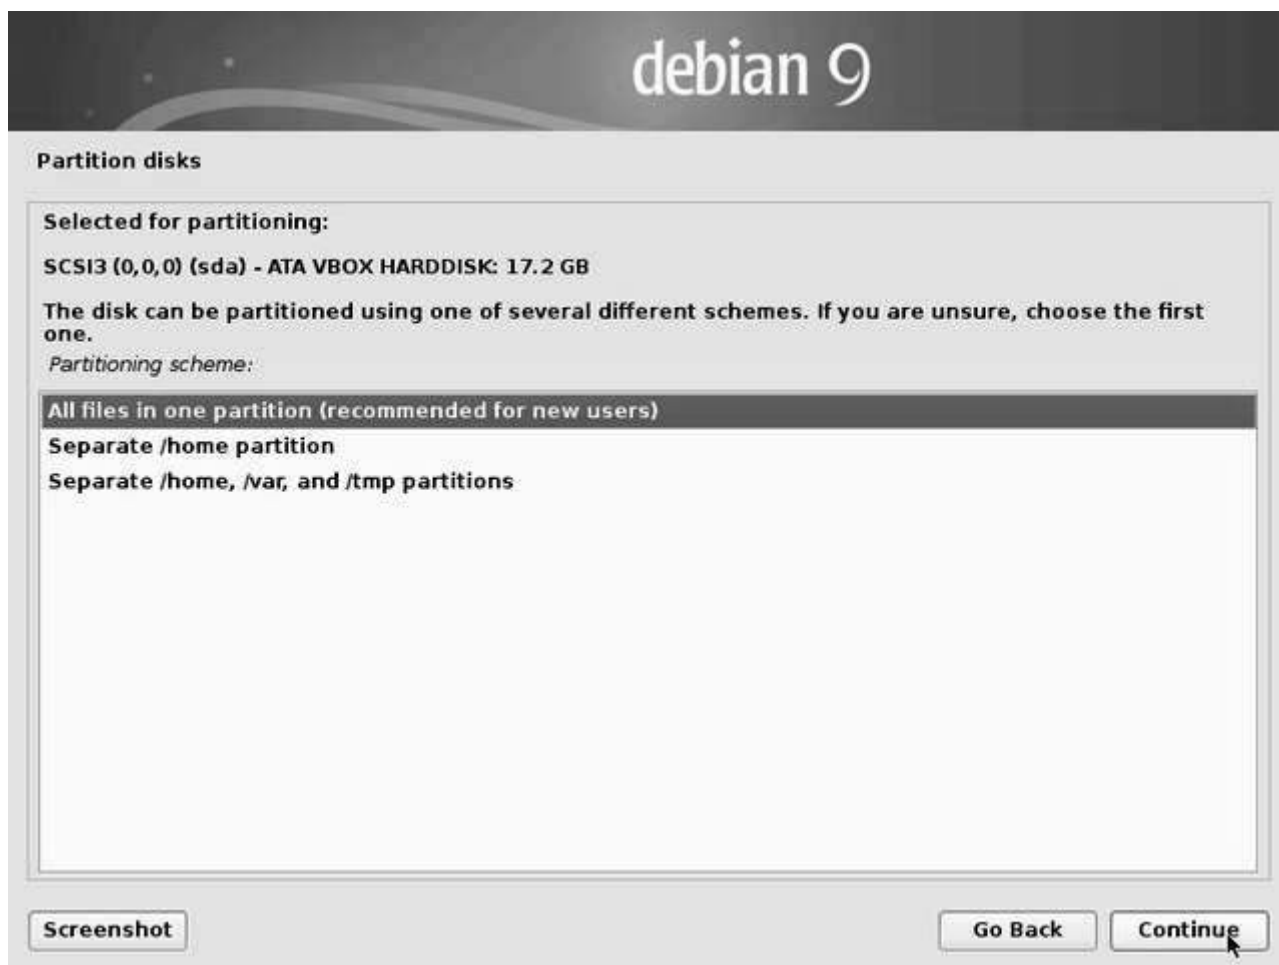 debian 9
Partition disks
Selected for partitioning:
SCSI3 (0,0,0) (sda) - ATA VBOX HARDDISK: 17.2 GB
The disk can be partitioned using one of several different schemes. If you are unsure, choose the first
one.
Partitioning scheme:
All files in one partition (recommended for new users)
Separate /home partition
Separate /home, /var, and /tmp partitions
Screenshot
Go Back
Continue